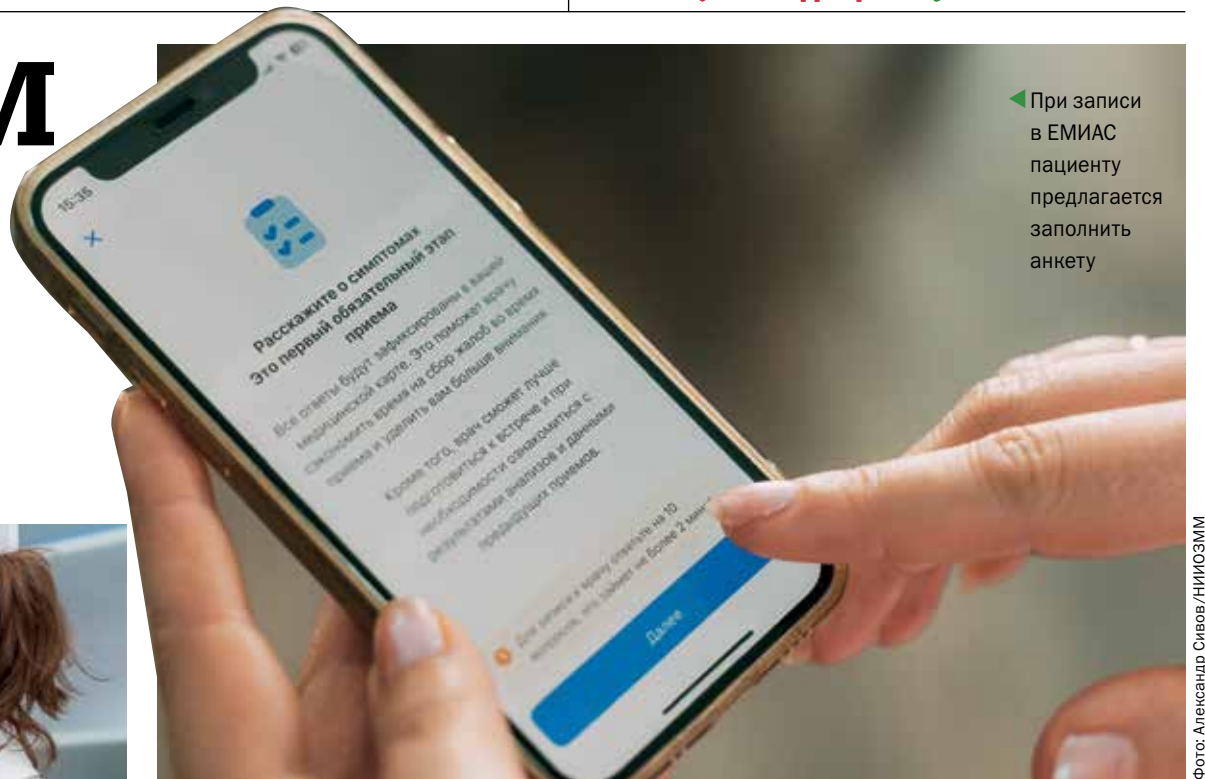 М
15:35
Расскажите о симптомах
Это первый обязательный этап
приема
Все ответы будут зафиксированы в вашей
медицинской карте. Это поможет врачу
сэкономить время на сбор жалоб во время
приема и уделить вам больше внимания.
Кроме того, врач сможет лучше
подготовиться к встрече и при
необходимости ознакомиться с
результатами анализов и данными
предыдущих приемов.
Для записи к врачу ответьте на 10
вопросов, это займет не более 2 мин
Далее
При записи
в ЕМИАС
пациенту
предлагается
заполнить
анкету
Фото: Александр Сивов/НИИОЗММ